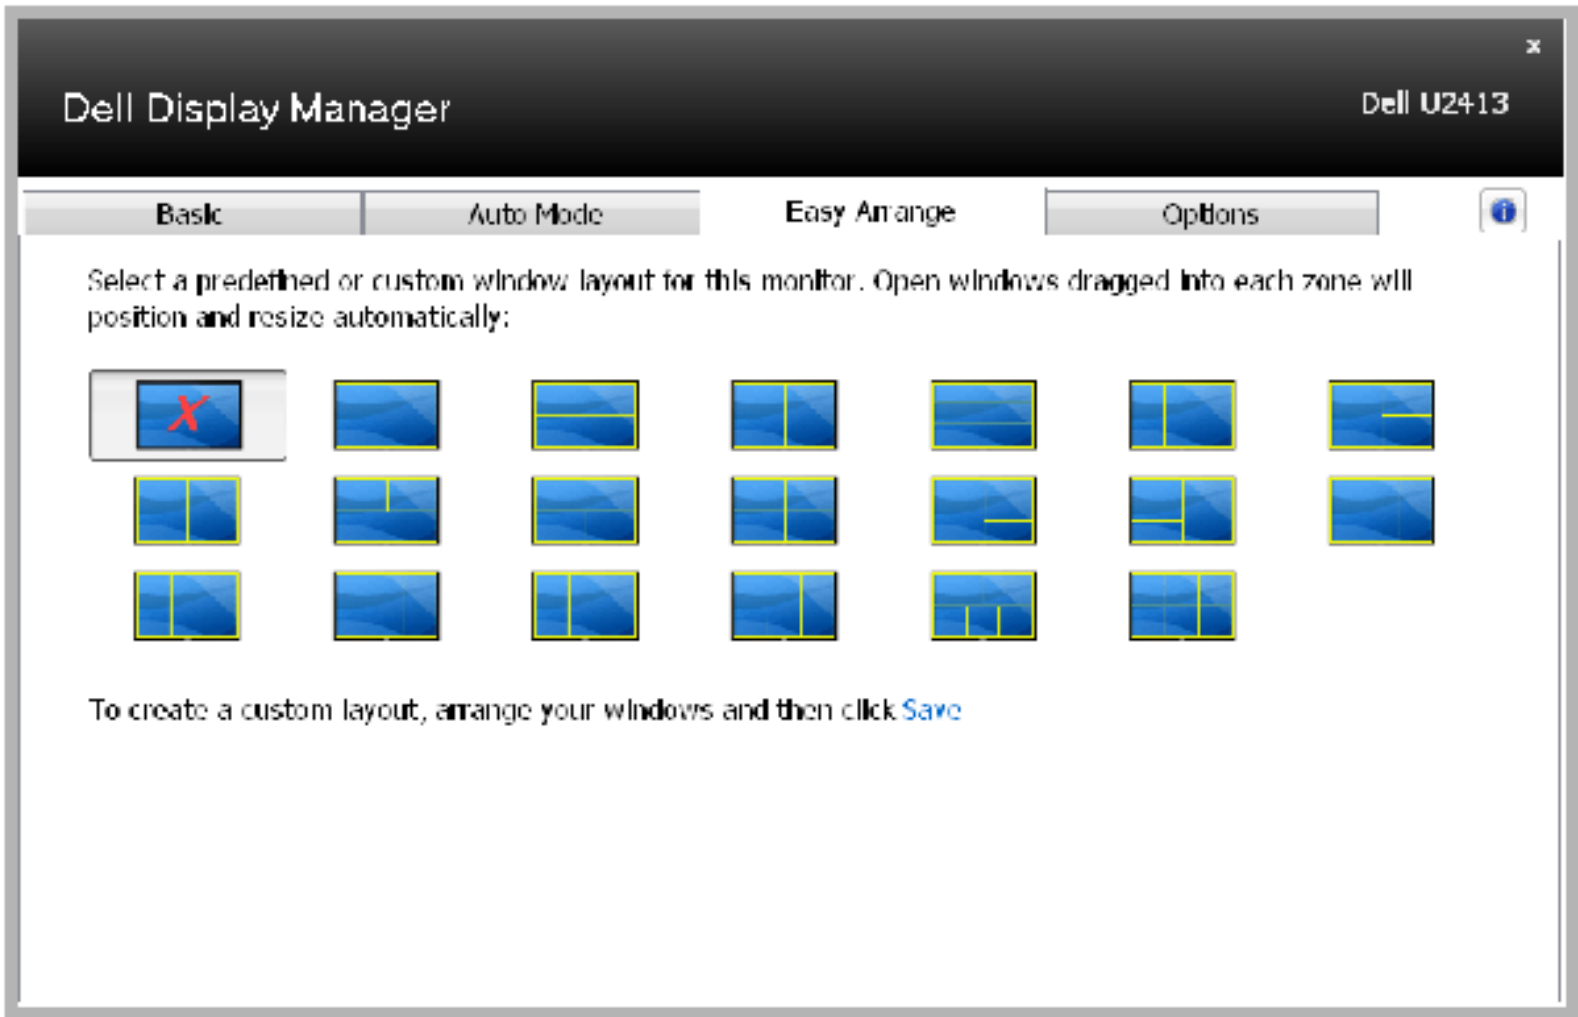 x
Dell Display Manager
Dell U2413
Basic
Auto Mode
Easy Arrange
Options
i
Select a predefined or custom window layout for this monitor. Open windows dragged into each zone will
position and resize automatically:
X
To create a custom layout, arrange your windows and then click Save